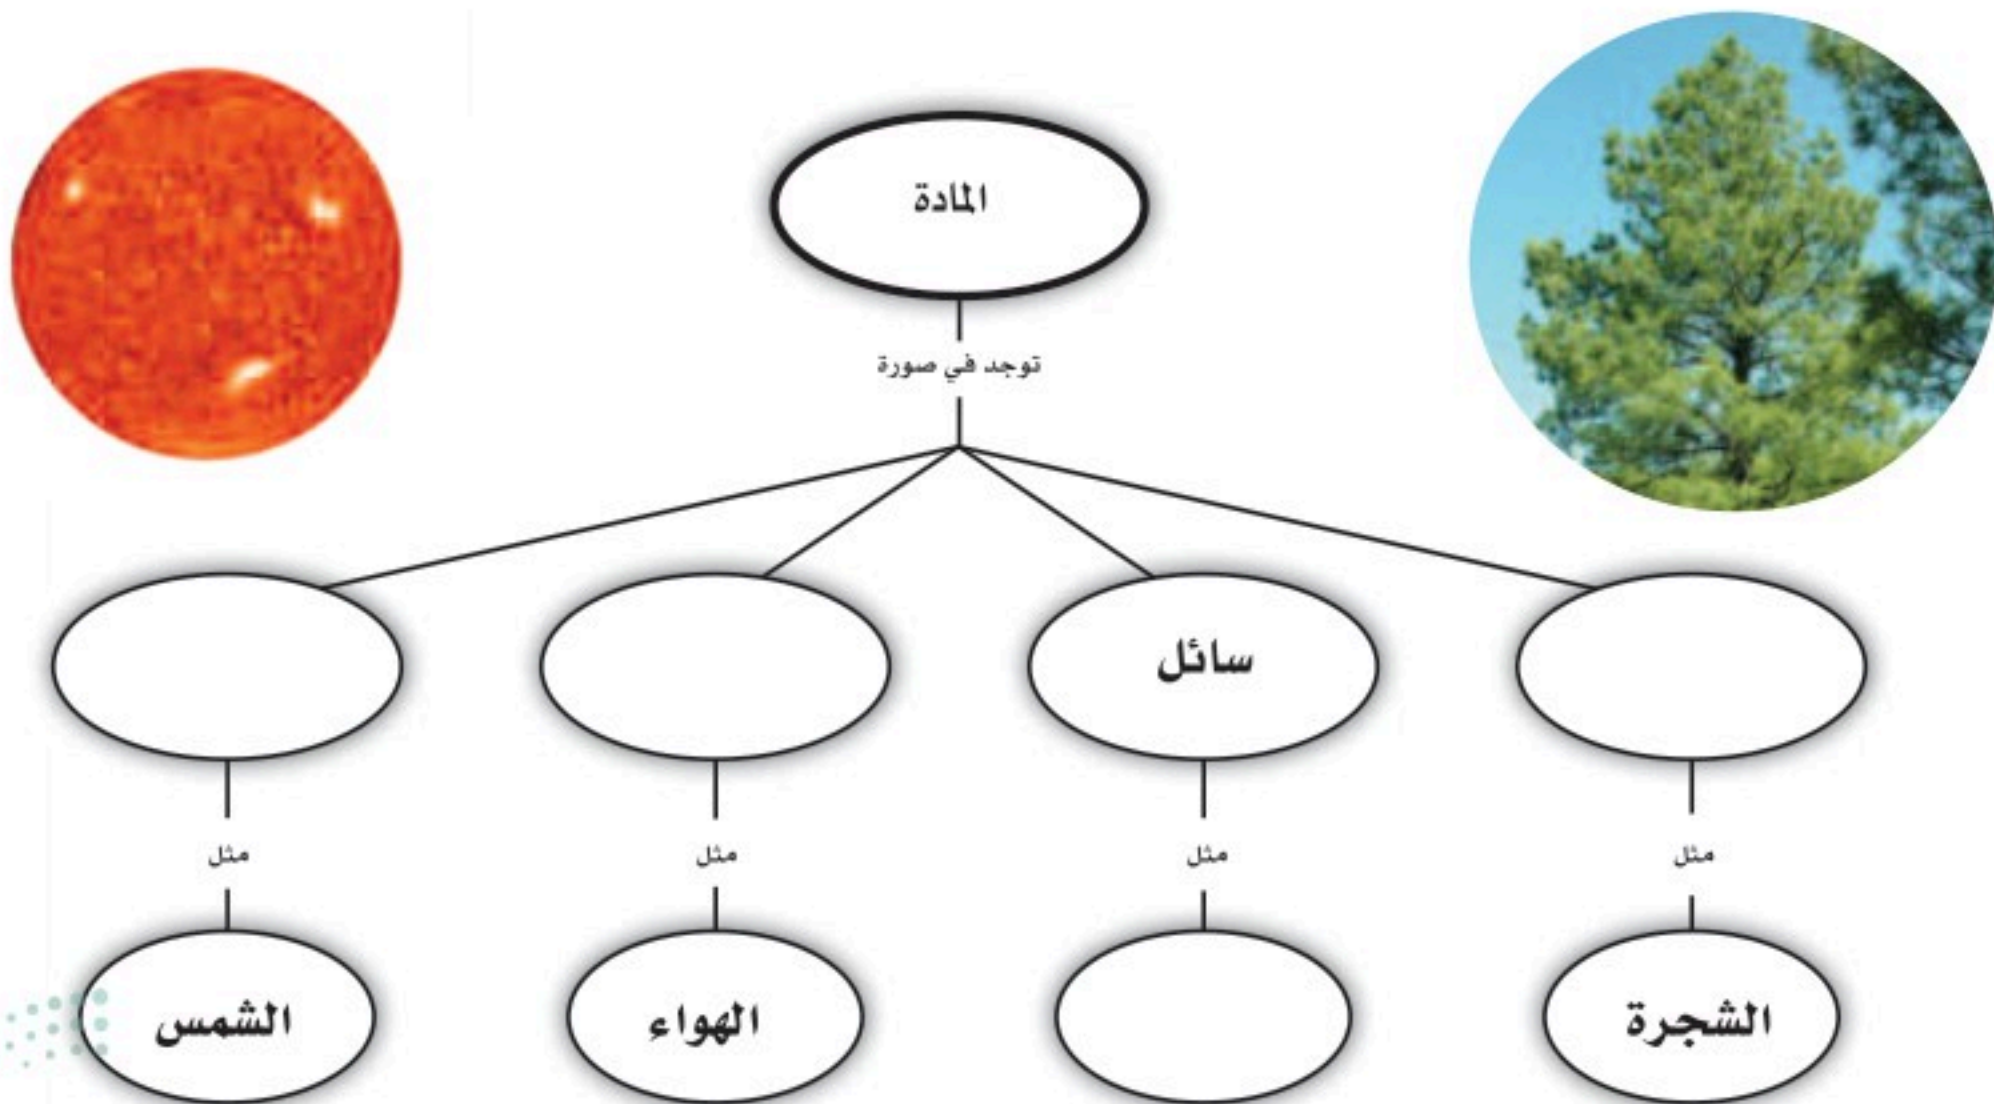 المادة
توجد في صورة
سائل
مثل
مثل
مثل
مثل
الشجرة
الهواء
الشمس